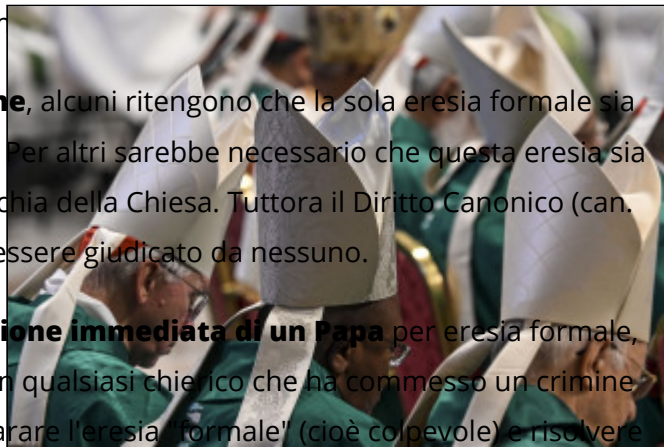 ne, alcuni ritengono che la sola eresia formale sia
Per altri sarebbe necessario che questa eresia sia
chia della Chiesa. Tuttora il Diritto Canonico (can.
essere giudicato da nessuno.
ione immediata di un Papa per eresia formale,
n qualsiasi chierico che ha commesso un crimine
arare l'eresia "formale" (cioè colpevole) e risolvere